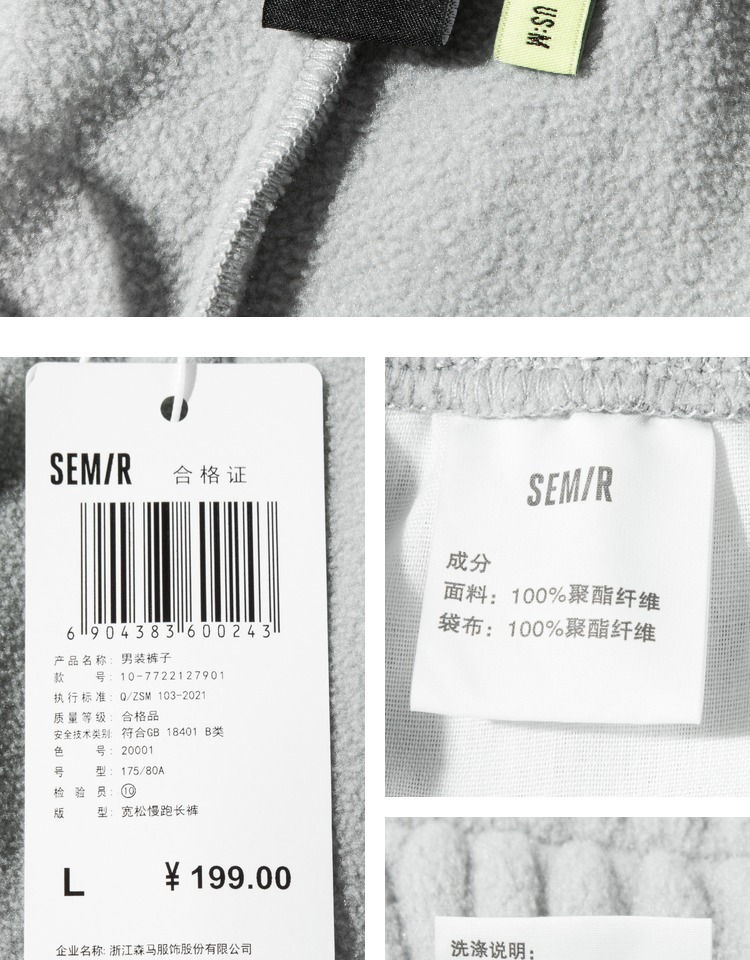 US:M
SEM/R 合格证
6 904383 600243
产品名称: 男装裤子
款 号: 10-7722127901
执行标准: Q/ZSM 103-2021
质量等级: 合格品
安全技术类别: 符合GB 18401 B类
色 号: 20001
号 型: 175/80A
检 验 员: ⑩
版 型: 宽松慢跑长裤
L ¥ 199.00
企业名称: 浙江森马服饰股份有限公司
SEM/R
成分
面料: 100%聚酯纤维
袋布: 100%聚酯纤维
洗涤说明: